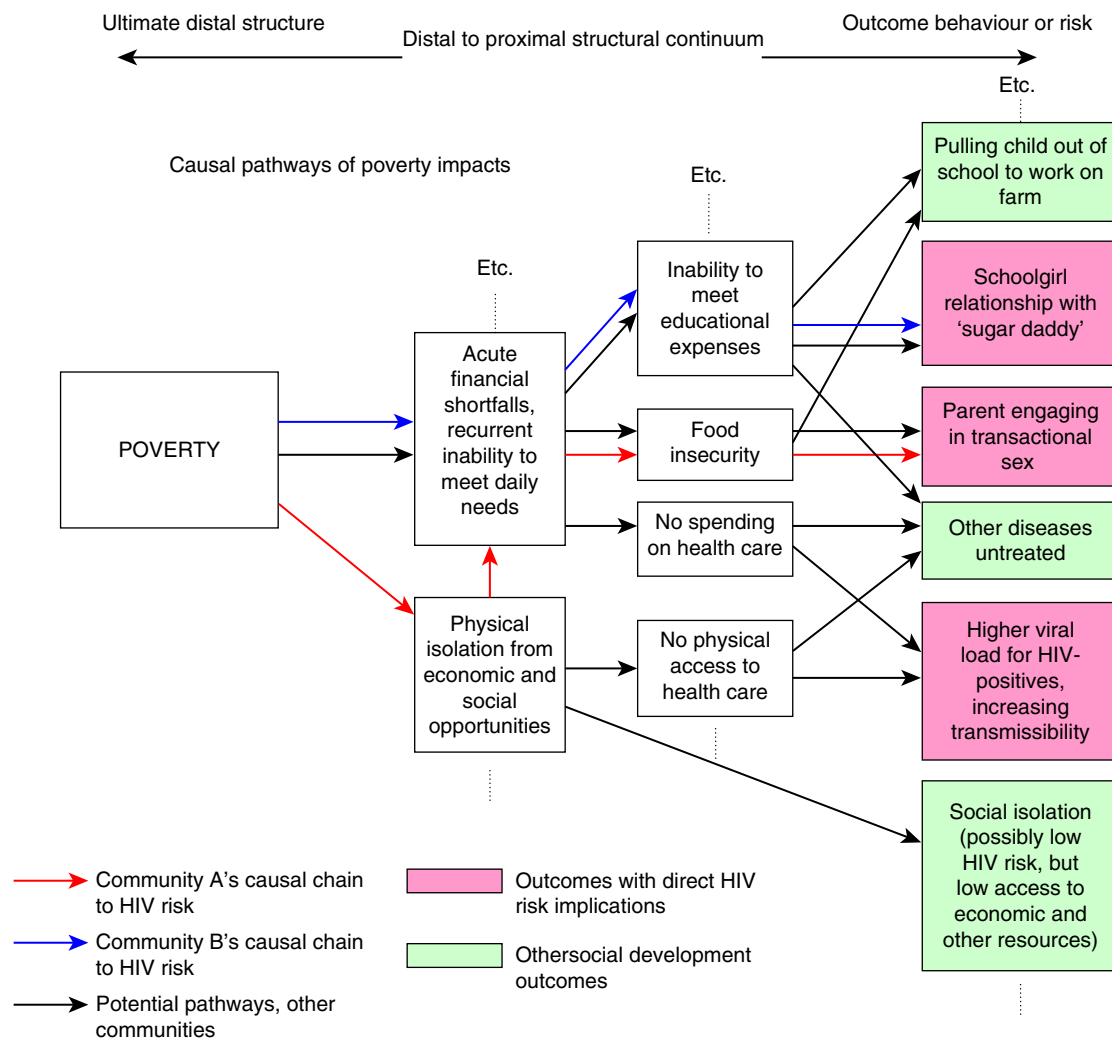 Ultimate distal structure
Distal to proximal structural continuum
Outcome behaviour or risk
Etc.
Causal pathways of poverty impacts
Etc.
Etc.
POVERTY
Acute
financial
shortfalls,
recurrent
inability to
meet daily
needs
Physical
isolation from
economic and
social
opportunities
Inability to
meet
educational
expenses
Food
insecurity
No spending
on health care
No physical
access to
health care
Pulling child out of
school to work on
farm
Schoolgirl
relationship with
‘sugar daddy’
Parent engaging
in transactional
sex
Other diseases
untreated
Higher viral
load for HIV-
positives,
increasing
transmissibility
Social isolation
(possibly low
HIV risk, but
low access to
economic and
other resources)
Community A’s causal chain
to HIV risk
Community B’s causal chain
to HIV risk
Potential pathways, other
communities
Outcomes with direct HIV
risk implications
Othersocial development
outcomes